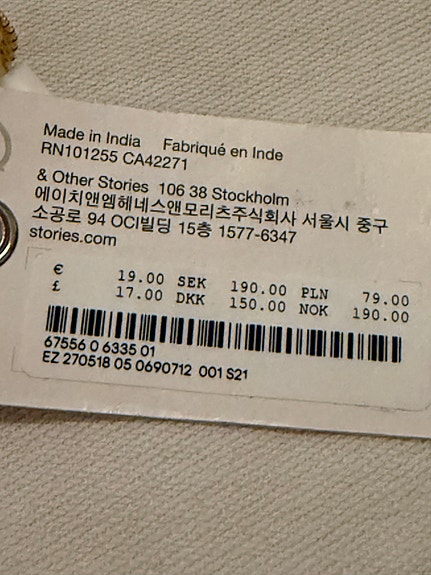 Made in India Fabriqué en Inde
RN101255 CA42271
& Other Stories 106 38 Stockholm
에이치앤엠헤네스앤모리츠주식회사 서울시 중구
소공로 94 OCI빌딩 15층 1577-6347
stories.com
€ 19.00 SEK 190.00 PLN 79.00
£ 17.00 DKK 150.00 NOK 190.00
67556 0 6335 01
EZ 270518 05 0690712 001 S21